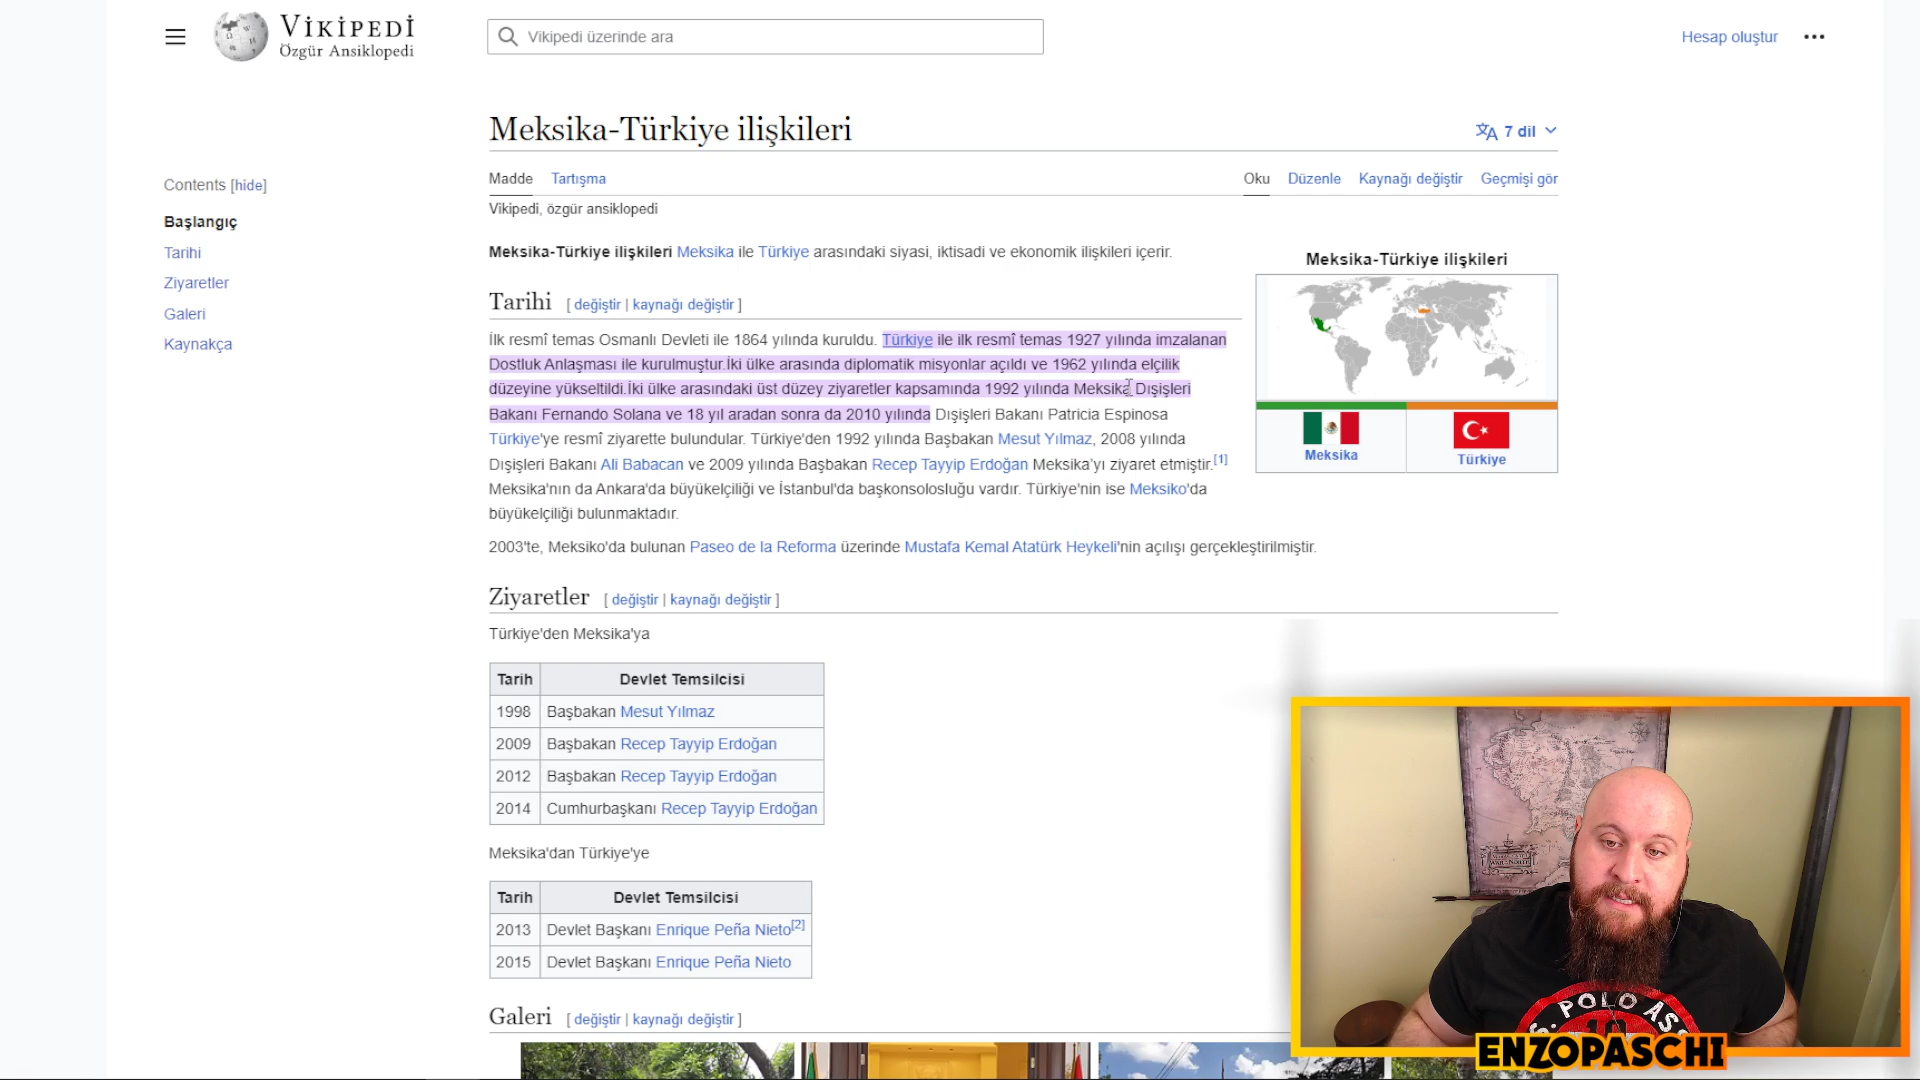 VİKİPEDİ
Özgür Ansiklopedi
Vikipedi üzerinde ara
Hesap oluştur
Meksika-Türkiye ilişkileri
7 dil
Contents [hide]
Başlangıç
Tarihi
Ziyaretler
Galeri
Kaynakça
Madde Tartışma
Oku Düzenle Kaynağı değiştir Geçmişi gör
Vikipedi, özgür ansiklopedi
Meksika-Türkiye ilişkileri Meksika ile Türkiye arasındaki siyasi, iktisadi ve ekonomik ilişkileri içerir.
Meksika-Türkiye ilişkileri
Meksika
Türkiye
Tarihi [ değiştir | kaynağı değiştir ]
İlk resmî temas Osmanlı Devleti ile 1864 yılında kuruldu. Türkiye ile ilk resmî temas 1927 yılında imzalanan
Dostluk Anlaşması ile kurulmuştur.İki ülke arasında diplomatik misyonlar açıldı ve 1962 yılında elçilik
düzeyine yükseltildi.İki ülke arasındaki üst düzey ziyaretler kapsamında 1992 yılında Meksika Dışişleri
Bakanı Fernando Solana ve 18 yıl aradan sonra da 2010 yılında Dışişleri Bakanı Patricia Espinosa
Türkiye'ye resmî ziyarette bulundular. Türkiye'den 1992 yılında Başbakan Mesut Yılmaz, 2008 yılında
Dışişleri Bakanı Ali Babacan ve 2009 yılında Başbakan Recep Tayyip Erdoğan Meksika'yı ziyaret etmiştir.[1]
Meksika'nın da Ankara'da büyükelçiliği ve İstanbul'da başkonsolosluğu vardır. Türkiye'nin ise Meksiko'da
büyükelçiliği bulunmaktadır.
2003'te, Meksiko'da bulunan Paseo de la Reforma üzerinde Mustafa Kemal Atatürk Heykeli'nin açılışı gerçekleştirilmiştir.
Ziyaretler [ değiştir | kaynağı değiştir ]
Türkiye'den Meksika'ya
Tarih Devlet Temsilcisi
1998 Başbakan Mesut Yılmaz
2009 Başbakan Recep Tayyip Erdoğan
2012 Başbakan Recep Tayyip Erdoğan
2014 Cumhurbaşkanı Recep Tayyip Erdoğan
Meksika'dan Türkiye'ye
Tarih Devlet Temsilcisi
2013 Devlet Başkanı Enrique Peña Nieto[2]
2015 Devlet Başkanı Enrique Peña Nieto
Galeri [ değiştir | kaynağı değiştir ]
S. POLO ASS
ENZOPASCHI